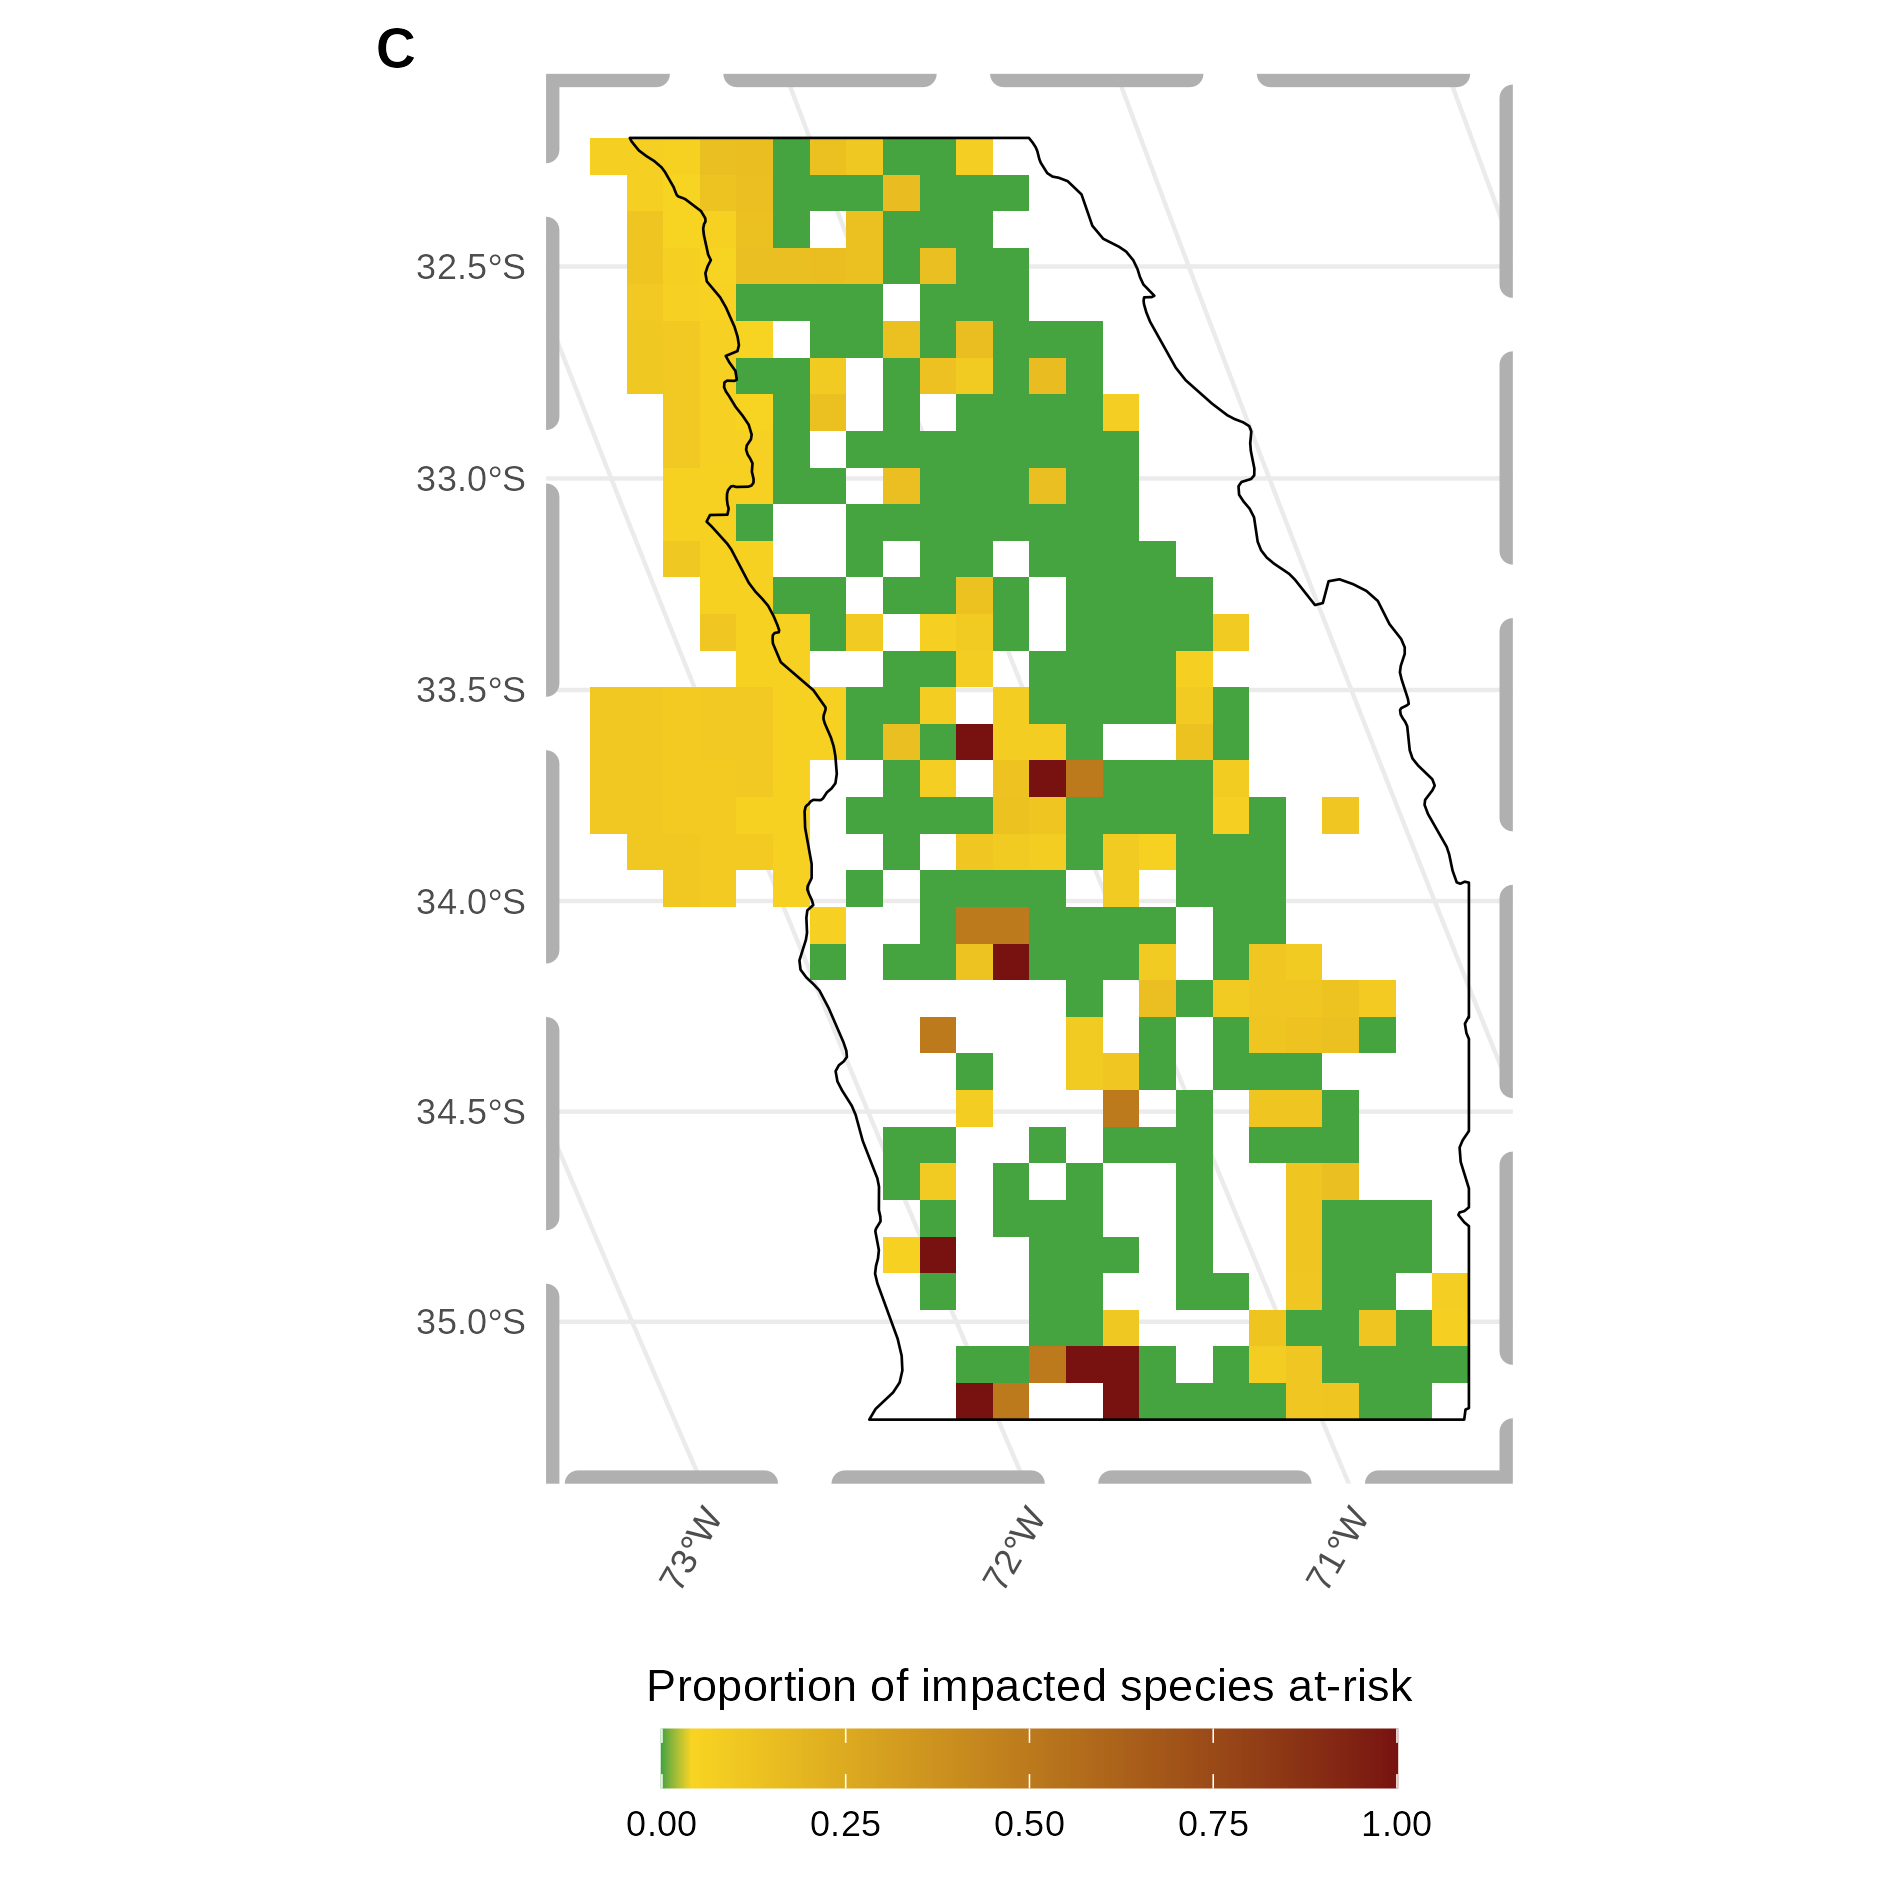 C
32.5°S
33.0°S
33.5°S
34.0°S
34.5°S
35.0°S
73°W
72°W
71°W
Proportion of impacted species at-risk
0.00 0.25 0.50 0.75 1.00